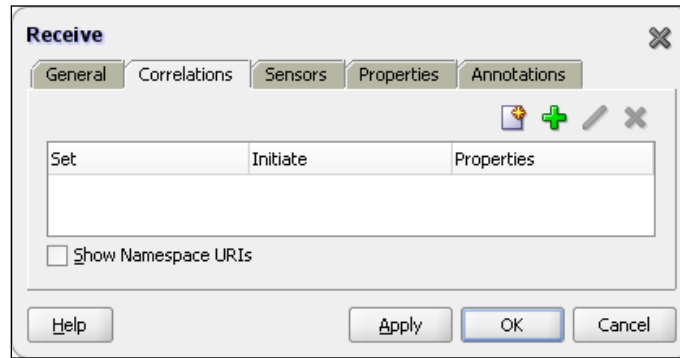 Receive
General Correlations Sensors Properties Annotations
Set Initiate Properties
Show Namespace URIs
Help Apply OK Cancel